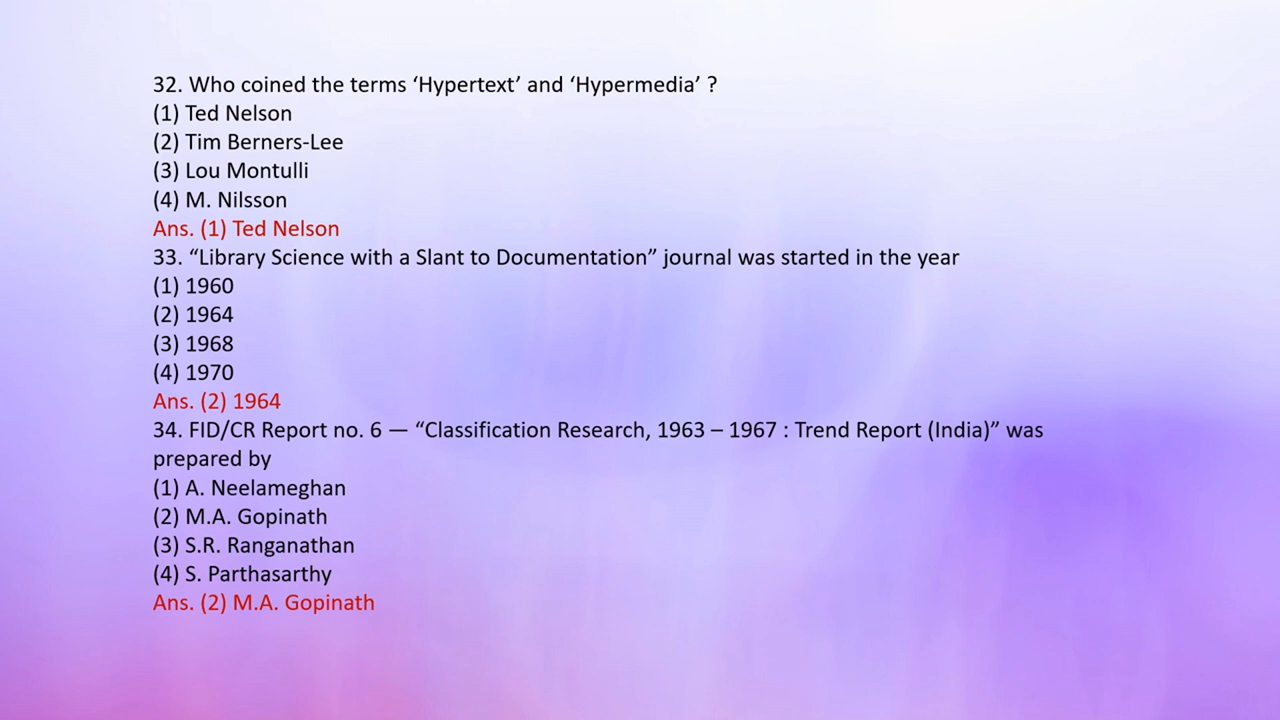 32. Who coined the terms ‘Hypertext’ and ‘Hypermedia’ ?
(1) Ted Nelson
(2) Tim Berners-Lee
(3) Lou Montulli
(4) M. Nilsson
Ans. (1) Ted Nelson
33. “Library Science with a Slant to Documentation” journal was started in the year
(1) 1960
(2) 1964
(3) 1968
(4) 1970
Ans. (2) 1964
34. FID/CR Report no. 6 — “Classification Research, 1963 – 1967 : Trend Report (India)” was
prepared by
(1) A. Neelameghan
(2) M.A. Gopinath
(3) S.R. Ranganathan
(4) S. Parthasarthy
Ans. (2) M.A. Gopinath